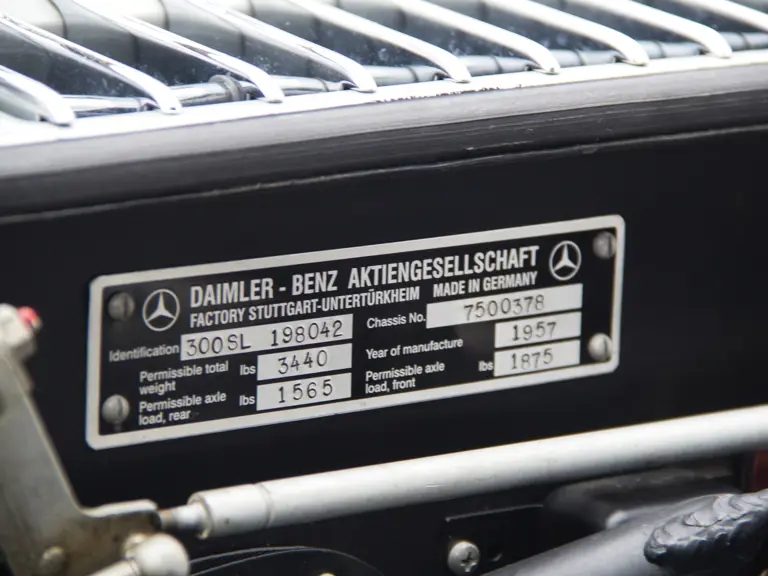 DAIMLER - BENZ AKTIENGESELLSCHAFT
FACTORY STUTTGART-UNTERTÜRKHEIM MADE IN GERMANY
Identification 300SL 198042
Chassis No. 7500378
Permissible total weight lbs 3440
Year of manufacture 1957
Permissible axle load, rear lbs 1565
Permissible axle load, front lbs 1875